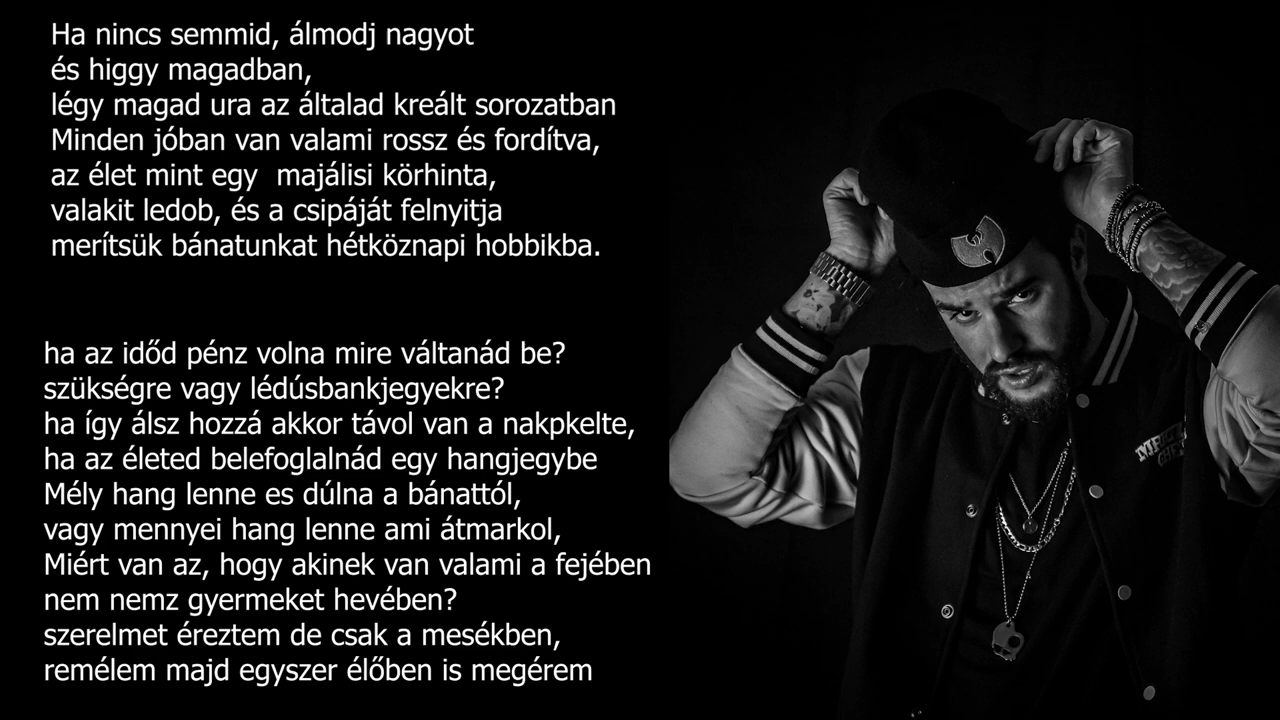 Ha nincs semmid, álmodj nagyot
és higgy magadban,
légy magad ura az általad kreált sorozatban
Minden jóban van valami rossz és fordítva,
az élet mint egy  majálisi körhinta,
valakit ledob, és a csipáját felnyitja
merítsük bánatunkat hétköznapi hobbikba.
ha az időd pénz volna mire váltanád be?
szükségre vagy lédúsbankjegyekre?
ha így álsz hozzá akkor távol van a nakpkelte,
ha az életed belefoglalnád egy hangjegybe
Mély hang lenne es dúlna a bánattól,
vagy mennyei hang lenne ami átmarkol,
Miért van az, hogy akinek van valami a fejében
nem nemz gyermeket hevében?
szerelmet éreztem de csak a mesékben,
remélem majd egyszer élőben is megérem